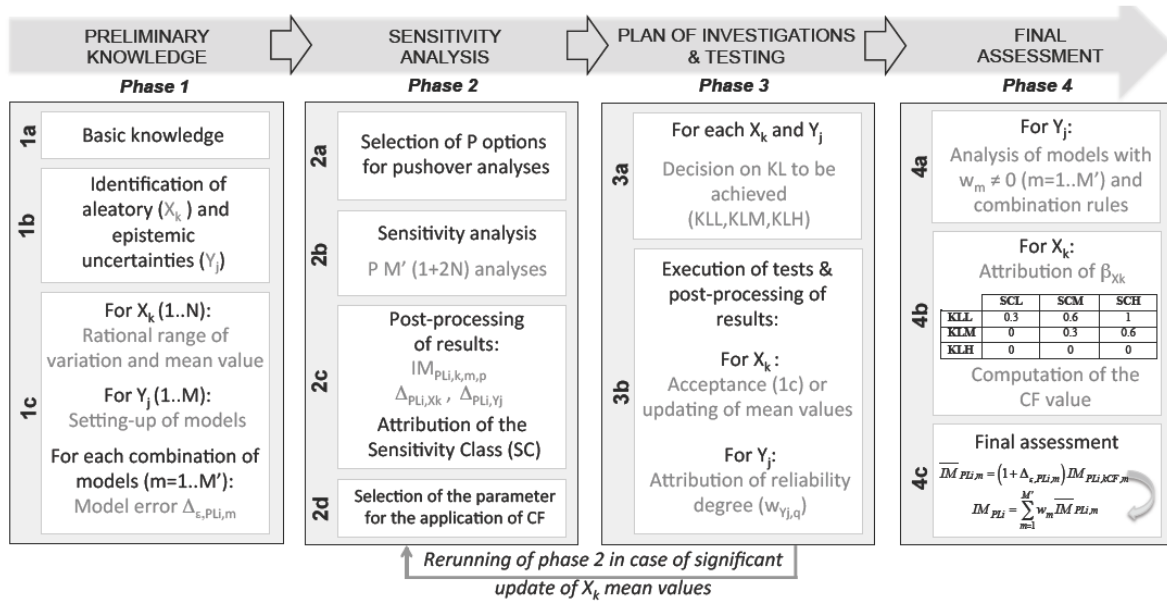 PRELIMINARY
KNOWLEDGE
Phase 1
1a
Basic knowledge
1b
Identification of
aleatory (Xk ) and
epistemic
uncertainties (Yj)
1c
For Xk (1..N):
Rational range of
variation and mean value
For Yj (1..M):
Setting-up of models
For each combination of
models (m=1..M’):
Model error Δε,PLi,m
SENSITIVITY
ANALYSIS
Phase 2
2a
Selection of P options
for pushover analyses
2b
Sensitivity analysis
P M’ (1+2N) analyses
2c
Post-processing
of results:
IMPLi,k,m,p
ΔPLi,Xk , ΔPLi,Yj
Attribution of the
Sensitivity Class (SC)
2d
Selection of the parameter
for the application of CF
PLAN OF INVESTIGATIONS
& TESTING
Phase 3
3a
For each Xk and Yj
Decision on KL to be
achieved
(KLL,KLM,KLH)
3b
Execution of tests &
post-processing of
results:
For Xk:
Acceptance (1c) or
updating of mean values
For Yj:
Attribution of reliability
degree (wYj,q)
FINAL
ASSESSMENT
Phase 4
4a
For Yj:
Analysis of models with
wm ≠ 0 (m=1..M’) and
combination rules
4b
For Xk:
Attribution of βXk
SCL SCM SCH
KLL 0.3 0.6 1
KLM 0 0.3 0.6
KLH 0 0 0
Computation of the
CF value
4c
Final assessment
IM PLi,m = (1+Δε,PLi,m) IM PLi,kCF,m
IM PLi = ∑ m=1 M' wm IM PLi,m
Rerunning of phase 2 in case of significant
update of Xk mean values